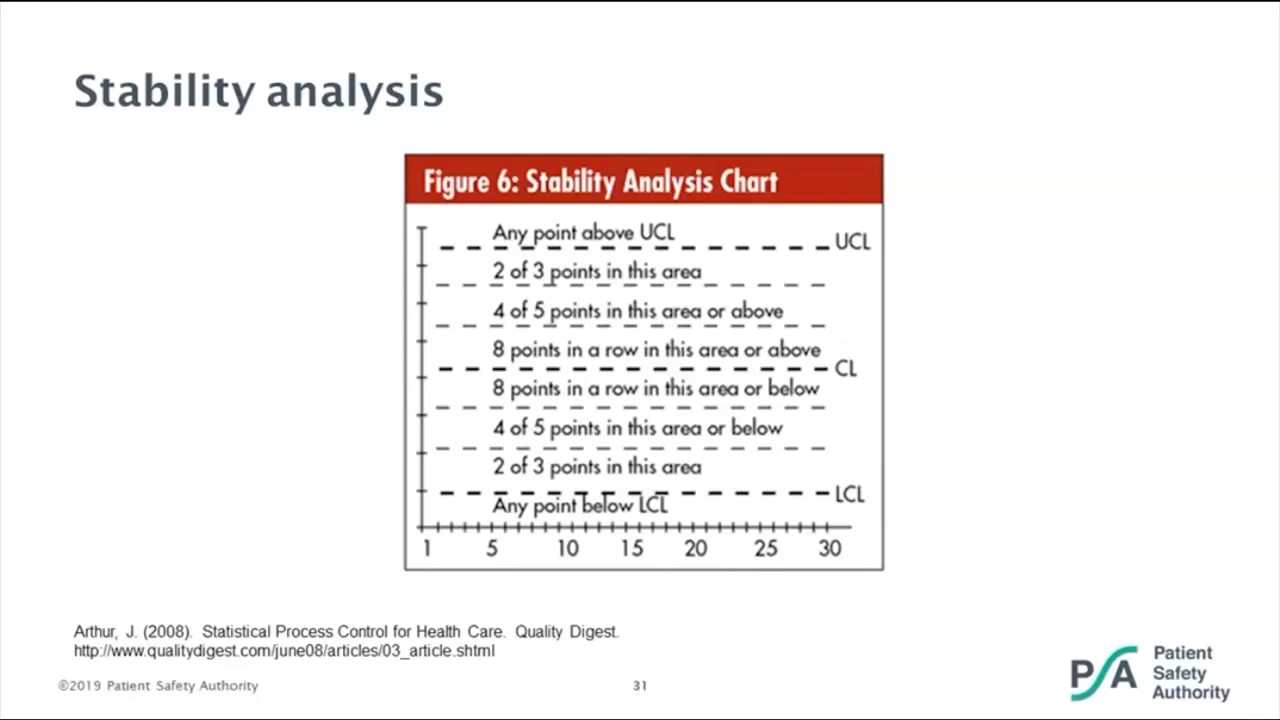 Stability analysis
Figure 6: Stability Analysis Chart
Any point above UCL
UCL
2 of 3 points in this area
4 of 5 points in this area or above
8 points in a row in this area or above
CL
8 points in a row in this area or below
4 of 5 points in this area or below
2 of 3 points in this area
LCL
Any point below LCL
1 5 10 15 20 25 30
Arthur, J. (2008). Statistical Process Control for Health Care. Quality Digest.
http://www.qualitydigest.com/june08/articles/03_article.shtml
©2019 Patient Safety Authority
31
PSA
Patient
Safety
Authority